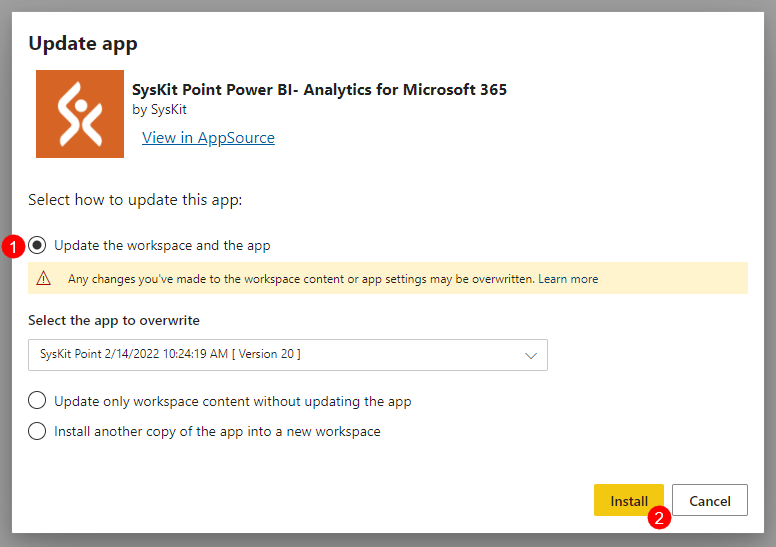 Update app
SysKit Point Power BI- Analytics for Microsoft 365
by SysKit
View in AppSource
Select how to update this app:
1
Update the workspace and the app
Any changes you've made to the workspace content or app settings may be overwritten. Learn more
Select the app to overwrite
SysKit Point 2/14/2022 10:24:19 AM [ Version 20 ]
Update only workspace content without updating the app
Install another copy of the app into a new workspace
Install
Cancel
2